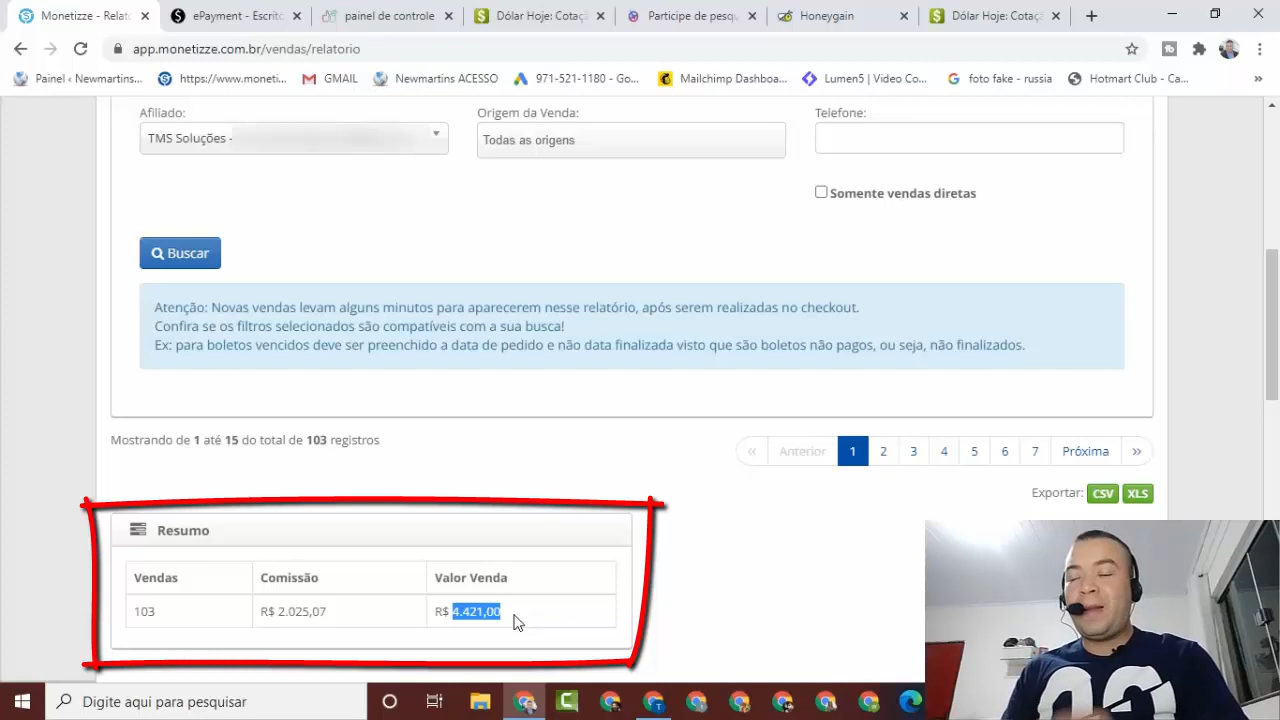 Monetizze - Relato
ePayment - Escrito
painel de controle
Dólar Hoje: Cotaçã
Participe de pesqu
Honeygain
Dólar Hoje: Cotaçã
app.monetizze.com.br/vendas/relatorio
Painel ‹ Newmartins...
https://www.moneti...
GMAIL
Newmartins ACESSO
971-521-1180 - Go...
Mailchimp Dashboa...
Lumen5 | Video Co...
foto fake - russia
Hotmart Club - Ca...
Afiliado:
Origem da Venda:
Telefone:
TMS Soluções -
Todas as origens
Somente vendas diretas
Buscar
Atenção: Novas vendas levam alguns minutos para aparecerem nesse relatório, após serem realizadas no checkout.
Confira se os filtros selecionados são compatíveis com a sua busca!
Ex: para boletos vencidos deve ser preenchido a data de pedido e não data finalizada visto que são boletos não pagos, ou seja, não finalizados.
Mostrando de 1 até 15 do total de 103 registros
« Anterior 1 2 3 4 5 6 7 Próxima »
Exportar: CSV XLS
Resumo
Vendas Comissão Valor Venda
103 R$ 2.025,07 R$ 4.421,00
Digite aqui para pesquisar